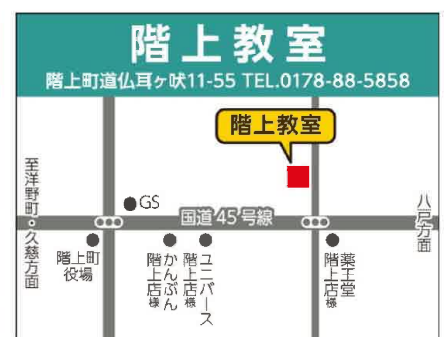 階上教室
階上町道仏耳ヶ吠11-55 TEL.0178-88-5858
階上教室
至洋野町・久慈方面
GS
国道45号線
八戸方面
階上町
役場
かんぶん
階上店様
ユニバース
階上店様
薬王堂
階上店様